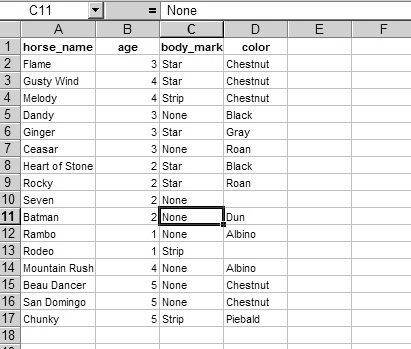 C11 = None
A B C D E F
1 horse_name age body_mark color
2 Flame 3 Star Chestnut
3 Gusty Wind 4 Star Chestnut
4 Melody 4 Strip Chestnut
5 Dandy 3 None Black
6 Ginger 3 Star Gray
7 Ceasar 3 None Roan
8 Heart of Stone 2 Star Black
9 Rocky 2 Star Roan
10 Seven 2 None
11 Batman 2 None Dun
12 Rambo 1 None Albino
13 Rodeo 1 Strip
14 Mountain Rush 4 None Albino
15 Beau Dancer 5 None Chestnut
16 San Domingo 5 None Chestnut
17 Chunky 5 Strip Piebald
18